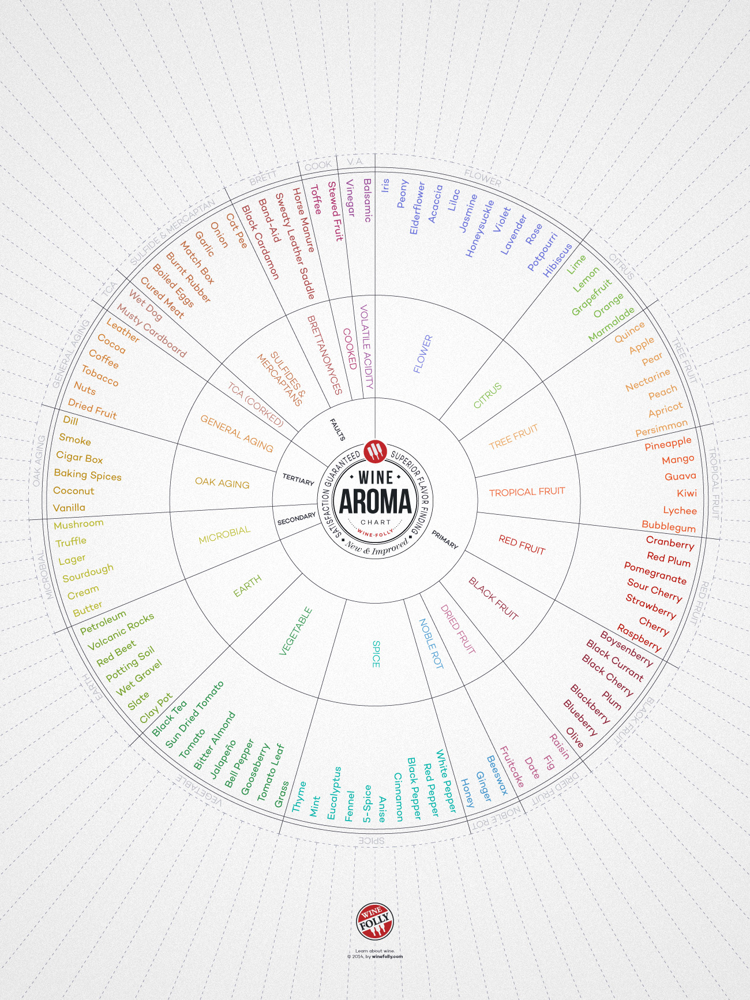 WINE
AROMA
CHART
WINE·FOLLY
SATISFACTION GUARANTEED
SUPERIOR FLAVOR FINDING
New & Improved
PRIMARY
SECONDARY
TERTIARY
FAULTS
FLOWER
FLOWER
Iris
Peony
Elderflower
Acaccia
Lilac
Jasmine
Honeysuckle
Violet
Lavender
Rose
Potpourri
Hibiscus
CITRUS
CITRUS
Lime
Lemon
Grapefruit
Orange
Marmalade
TREE FRUIT
TREE FRUIT
Quince
Apple
Pear
Nectarine
Peach
Apricot
Persimmon
TROPICAL FRUIT
TROPICAL FRUIT
Pineapple
Mango
Guava
Kiwi
Lychee
Bubblegum
RED FRUIT
RED FRUIT
Cranberry
Red Plum
Pomegranate
Sour Cherry
Strawberry
Cherry
Raspberry
BLACK FRUIT
BLACK FRUIT
Boysenberry
Black Currant
Black Cherry
Plum
Blackberry
Blueberry
Olive
DRIED FRUIT
DRIED FRUIT
Raisin
Fig
Date
Fruitcake
NOBLE ROT
NOBLE ROT
Beeswax
Ginger
Honey
SPICE
SPICE
White Pepper
Red Pepper
Black Pepper
Cinnamon
Anise
5-Spice
Fennel
Eucalyptus
Mint
Thyme
VEGETABLE
VEGETABLE
Grass
Tomato Leaf
Gooseberry
Bell Pepper
Jalapeño
Bitter Almond
Tomato
Sun Dried Tomato
Black Tea
EARTH
EARTH
Clay Pot
Slate
Wet Gravel
Potting Soil
Red Beet
Volcanic Rocks
Petroleum
MICROBIAL
MICROBIAL
Butter
Cream
Sourdough
Lager
Truffle
Mushroom
OAK AGING
OAK AGING
Vanilla
Coconut
Baking Spices
Cigar Box
Smoke
Dill
GENERAL AGING
GENERAL AGING
Dried Fruit
Nuts
Tobacco
Coffee
Cocoa
Leather
TCA (CORKED)
TCA
Musty Cardboard
Wet Dog
SULFIDES &
MERCAPTANS
SULFIDE & MERCAPTAN
Cured Meat
Boiled Eggs
Burnt Rubber
Match Box
Garlic
Onion
Cat Pee
BRETTANOMYCES
BRETT
Black Cardamon
Band-Aid
Sweaty Leather Saddle
Horse Manure
COOKED
COOK
Toffee
Stewed Fruit
VOLATILE ACIDITY
V.A.
Vinegar
Balsamic
WINE
FOLLY
Learn about wine.
© 2014, by winefolly.com